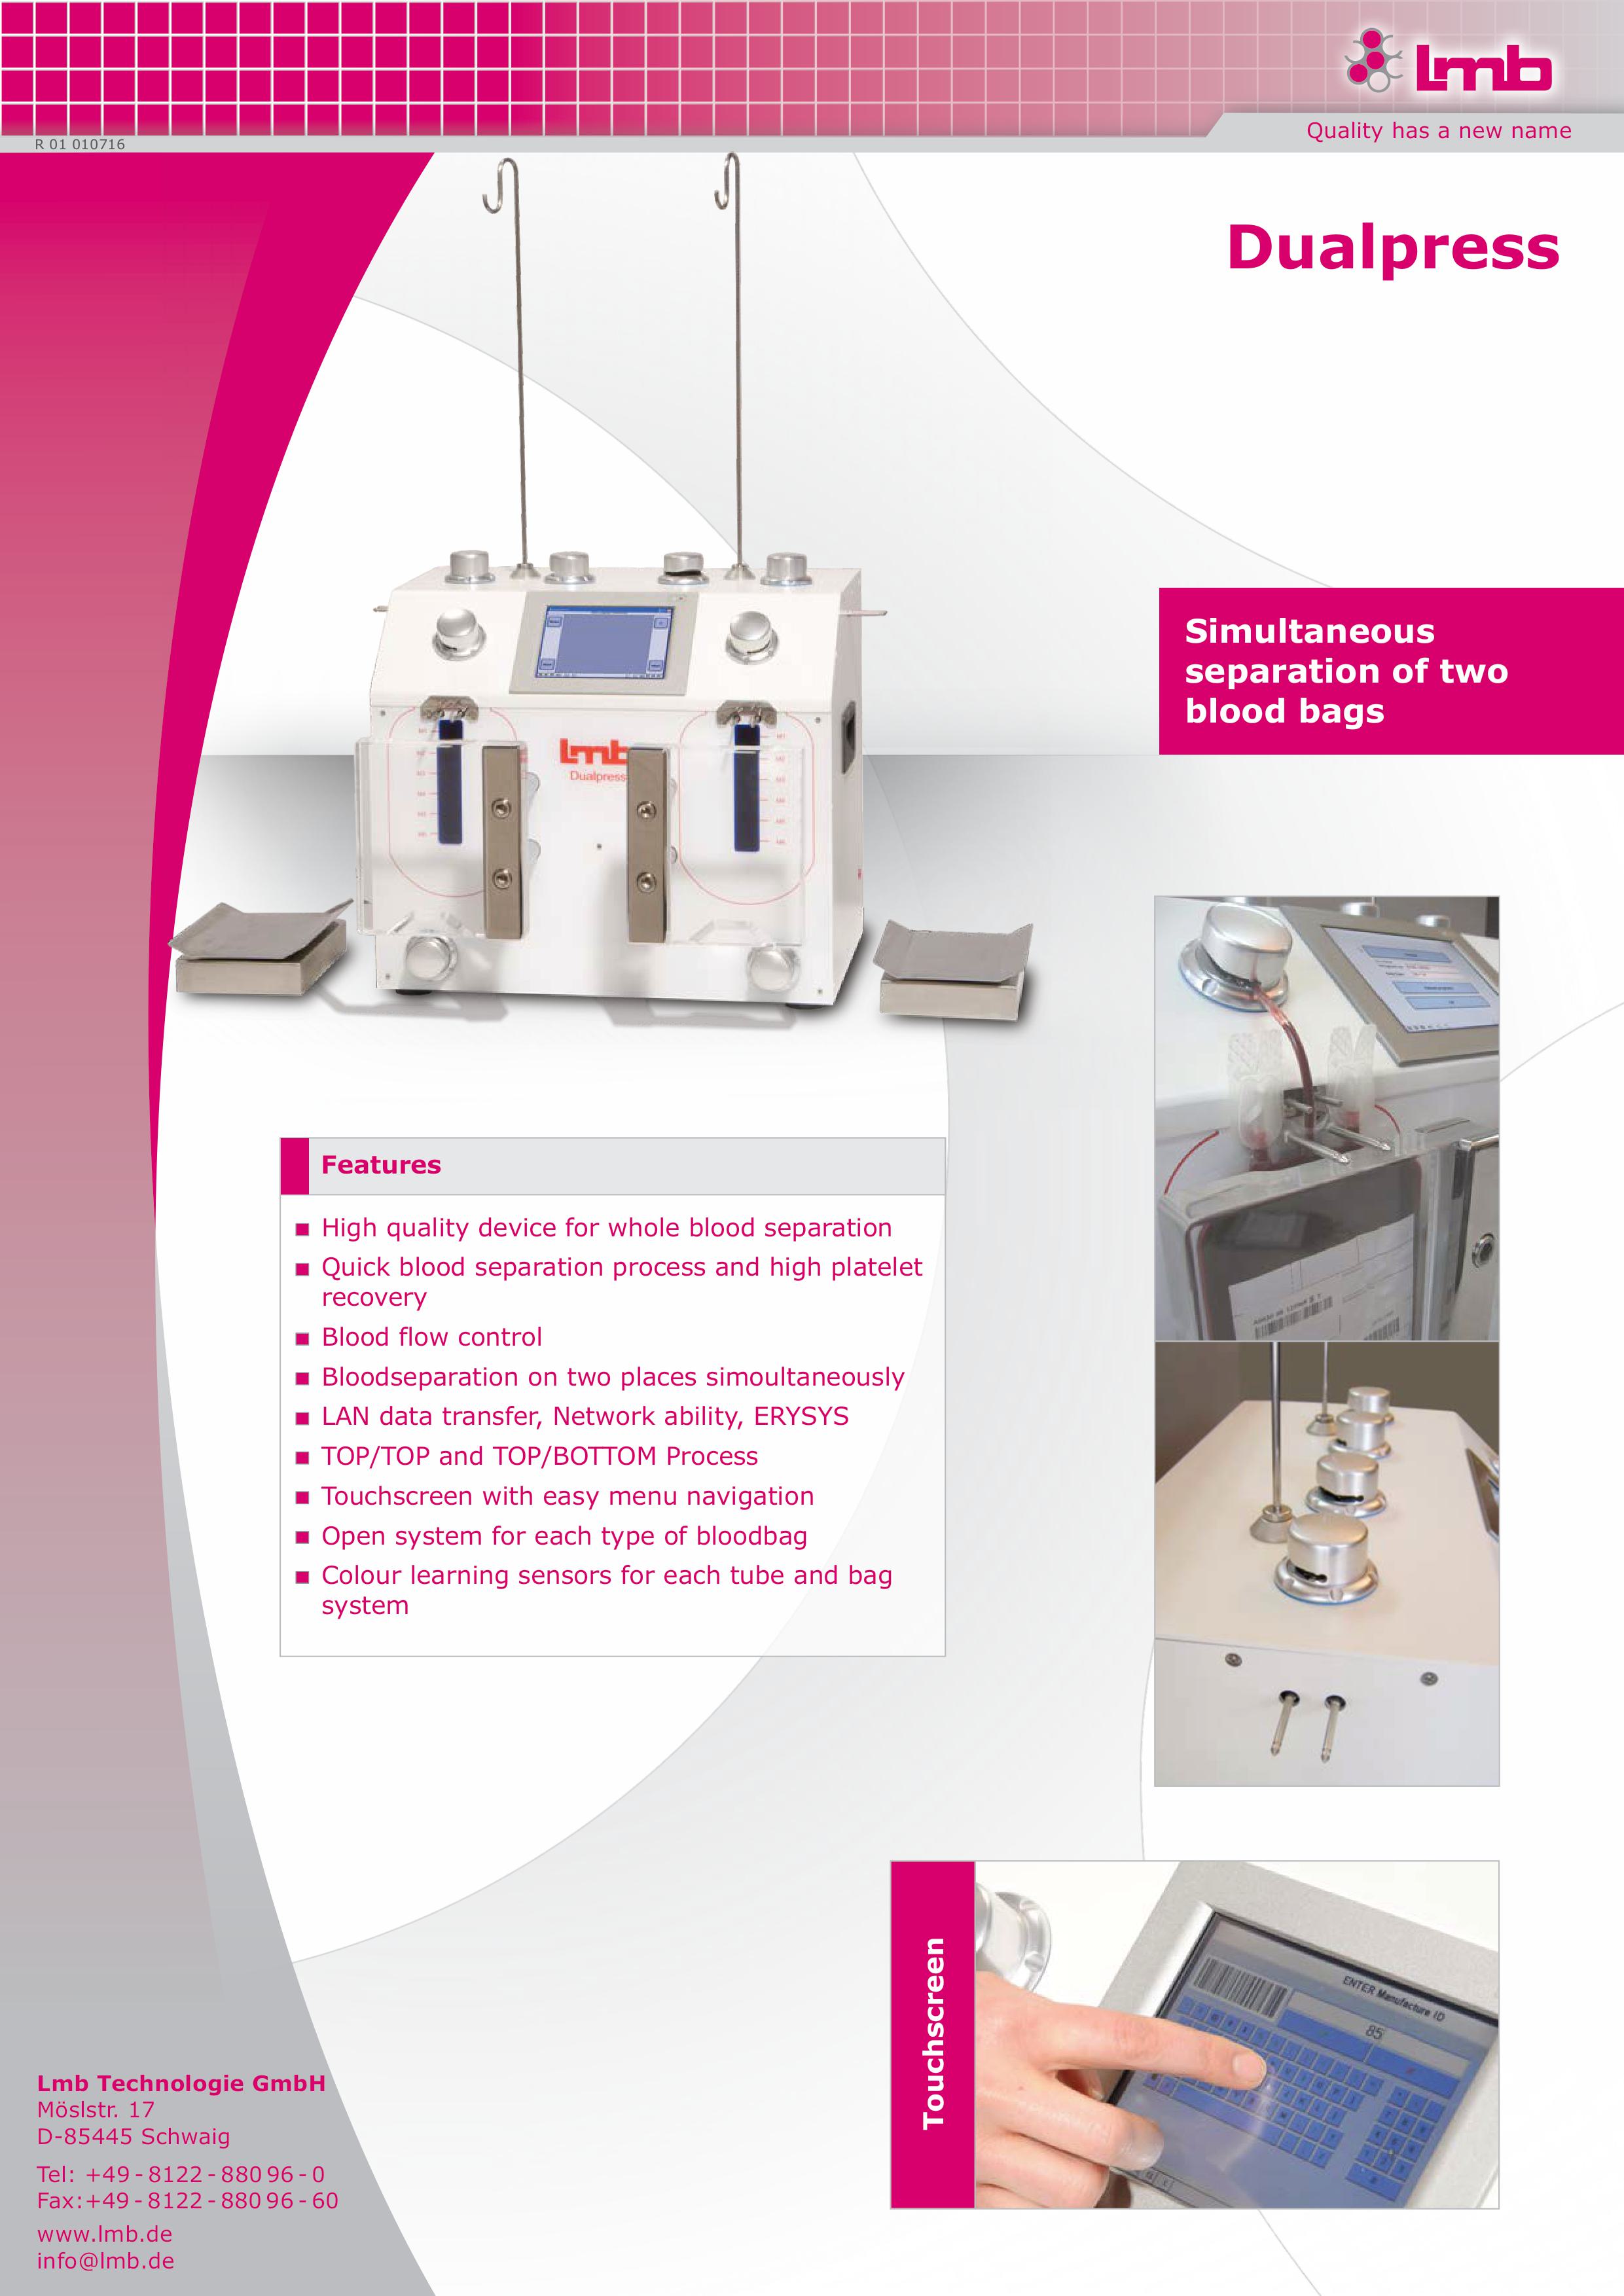 lmb
Quality has a new name
R 01 010716
Dualpress
Simultaneous
separation of two
blood bags
lmb
Dualpress
Features
High quality device for whole blood separation
Quick blood separation process and high platelet
recovery
Blood flow control
Bloodseparation on two places simoultaneously
LAN data transfer, Network ability, ERYSYS
TOP/TOP and TOP/BOTTOM Process
Touchscreen with easy menu navigation
Open system for each type of bloodbag
Colour learning sensors for each tube and bag
system
Touchscreen
ENTER Manufacture ID
85
Lmb Technologie GmbH
Möslstr. 17
D-85445 Schwaig
Tel: +49 - 8122 - 880 96 - 0
Fax:+49 - 8122 - 880 96 - 60
www.lmb.de
info@lmb.de